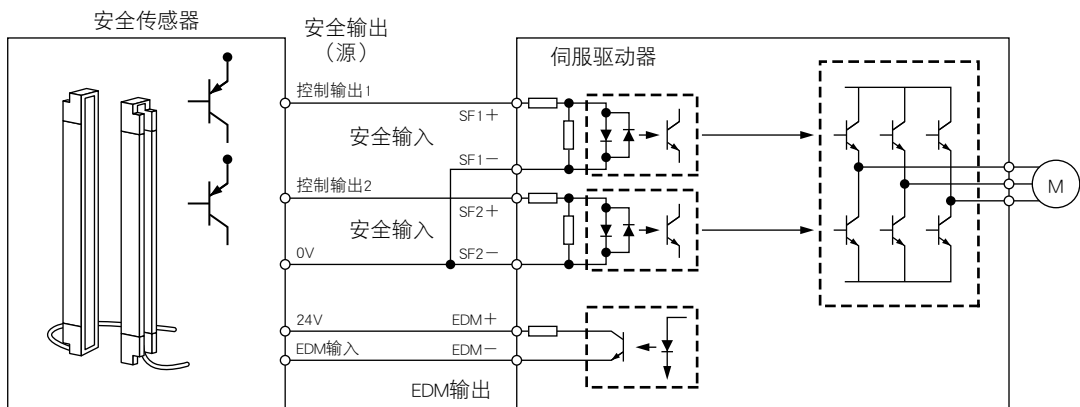 安全传感器
安全输出
（源）
伺服驱动器
控制输出1
SF1＋
安全输入
SF1－
控制输出2
SF2＋
安全输入
0V
SF2－
M
24V
EDM＋
EDM输入
EDM－
EDM输出